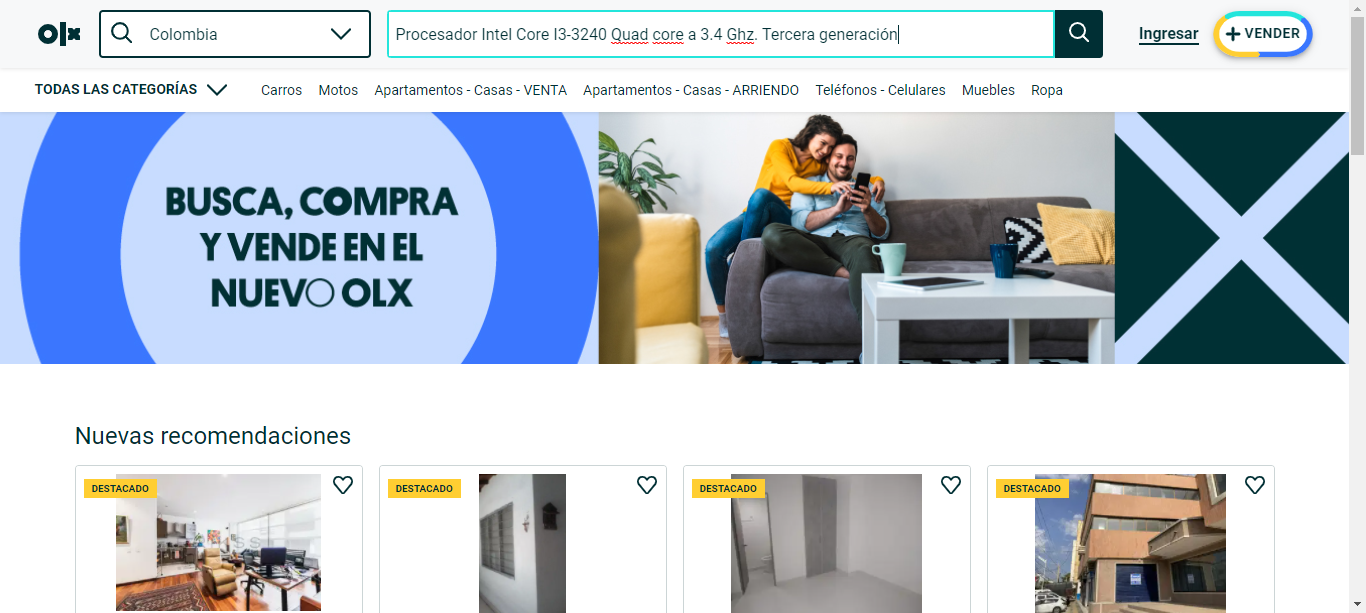 olx
Colombia
Procesador Intel Core I3-3240 Quad core a 3.4 Ghz. Tercera generación
Ingresar
VENDER
TODAS LAS CATEGORÍAS
Carros
Motos
Apartamentos - Casas - VENTA
Apartamentos - Casas - ARRIENDO
Teléfonos - Celulares
Muebles
Ropa
BUSCA, COMPRA
Y VENDE EN EL
NUEVO OLX
Nuevas recomendaciones
DESTACADO
DESTACADO
DESTACADO
DESTACADO